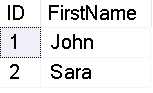 ID FirstName
1 John
2 Sara